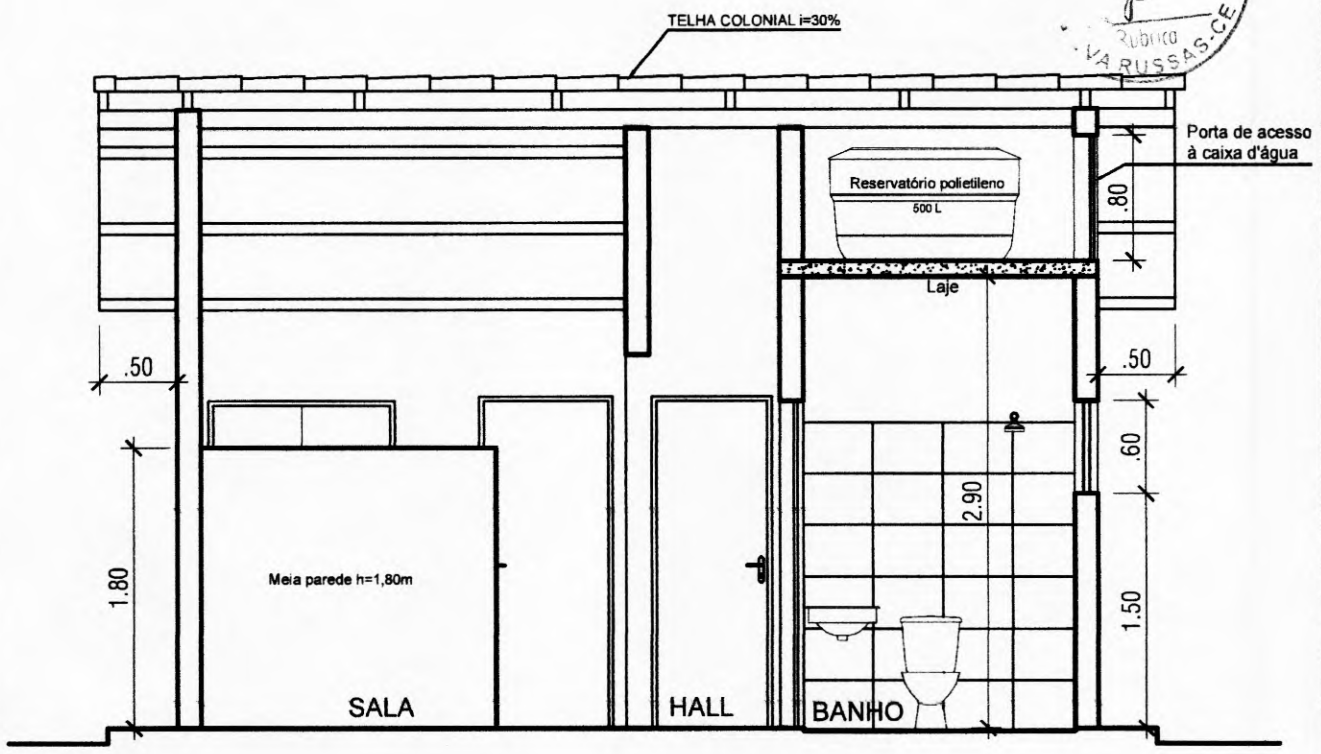 TELHA COLONIAL i=30%
Rubrica
VA RUSSAS-CE
Porta de acesso
à caixa d'água
Reservatório polietileno
500 L
.80
Laje
.50
.50
.60
2.90
1.80
Meia parede h=1,80m
1.50
SALA
HALL
BANHO